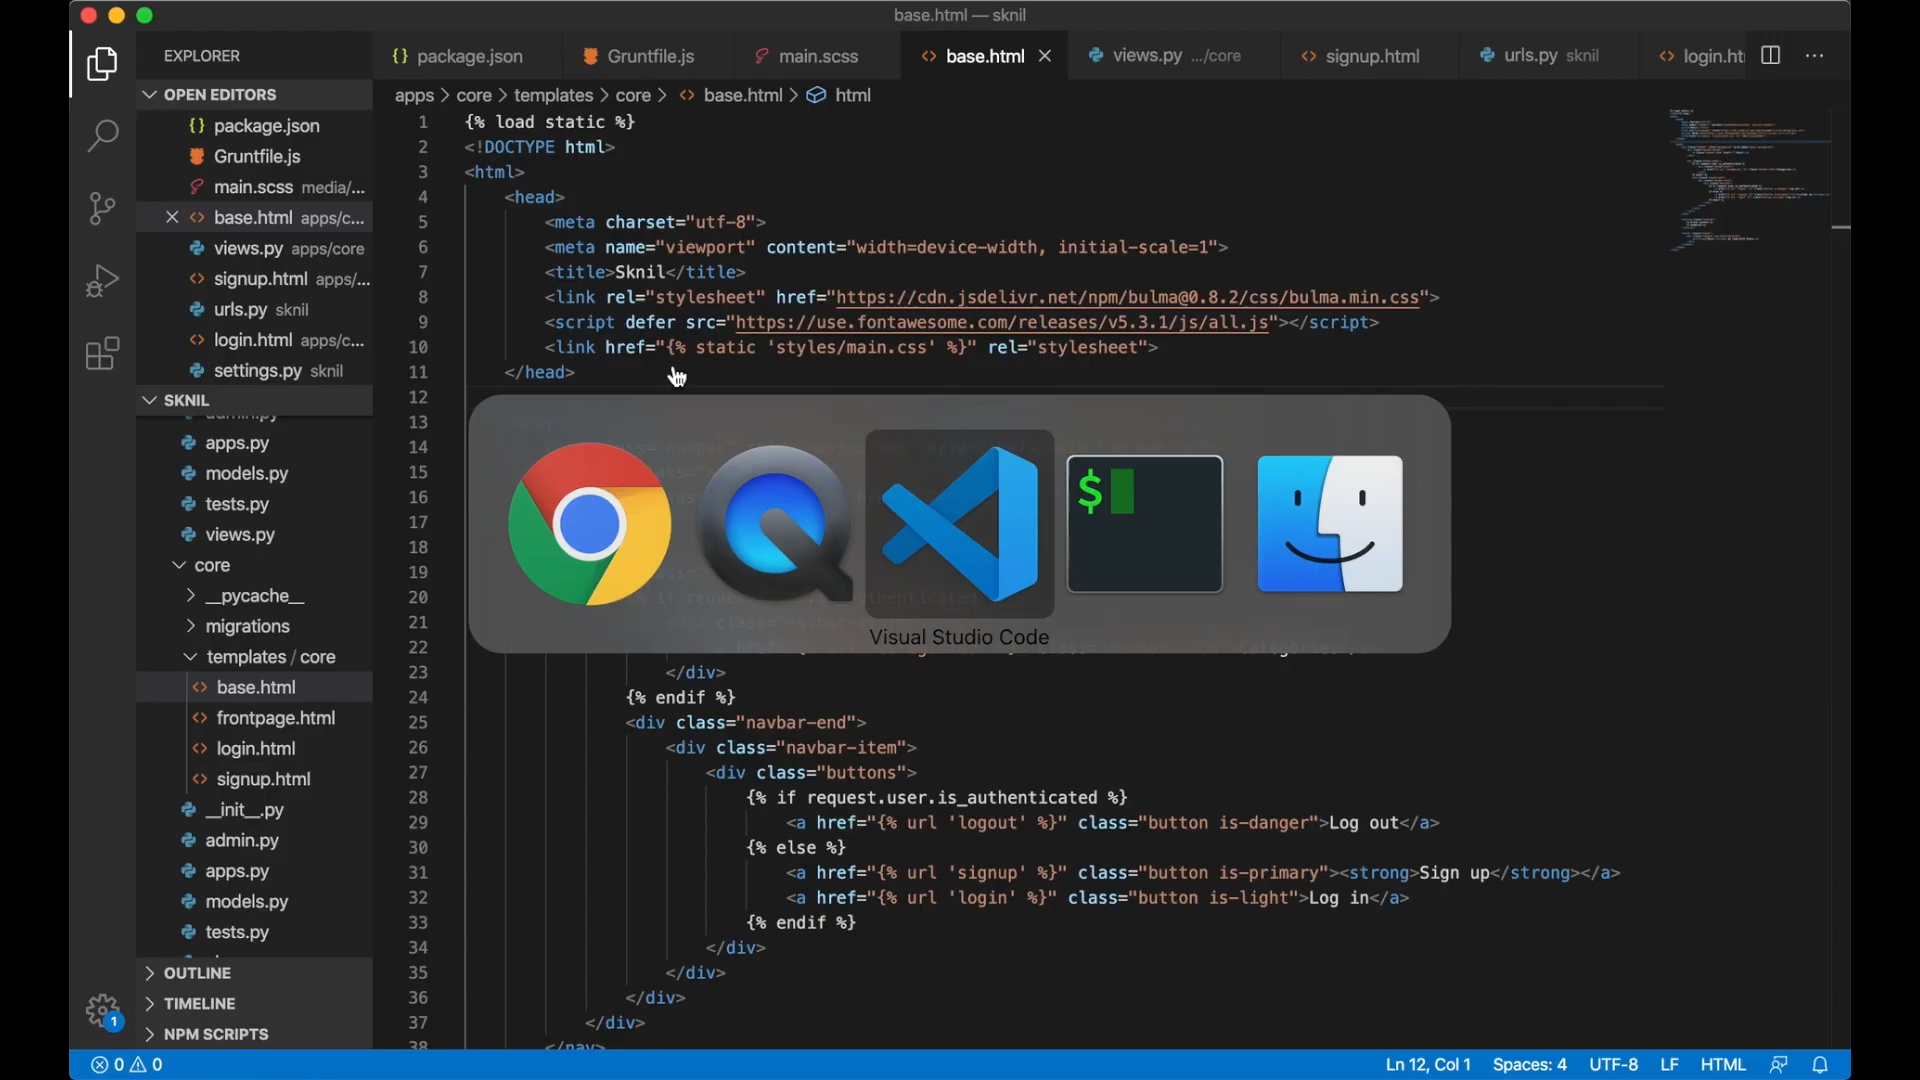 base.html — sknil
EXPLORER
{} package.json
Gruntfile.js
main.scss
<> base.html
views.py .../core
<> signup.html
urls.py sknil
<> login.ht
OPEN EDITORS
{} package.json
Gruntfile.js
main.scss media/...
<> base.html apps/c...
views.py apps/core
<> signup.html apps/...
urls.py sknil
<> login.html apps/c...
settings.py sknil
SKNIL
admin.py
apps.py
models.py
tests.py
views.py
core
__pycache__
migrations
templates / core
<> base.html
<> frontpage.html
<> login.html
<> signup.html
__init__.py
admin.py
apps.py
models.py
tests.py
OUTLINE
TIMELINE
NPM SCRIPTS
apps > core > templates > core > <> base.html > html
1 {% load static %}
2 <!DOCTYPE html>
3 <html>
4 <head>
5 <meta charset="utf-8">
6 <meta name="viewport" content="width=device-width, initial-scale=1">
7 <title>Sknil</title>
8 <link rel="stylesheet" href="https://cdn.jsdelivr.net/npm/bulma@0.8.2/css/bulma.min.css">
9 <script defer src="https://use.fontawesome.com/releases/v5.3.1/js/all.js"></script>
10 <link href="{% static 'styles/main.css' %}" rel="stylesheet">
11 </head>
12
13
14
15
16
17
18
19
20
21
22
23 </div>
24 {% endif %}
25 <div class="navbar-end">
26 <div class="navbar-item">
27 <div class="buttons">
28 {% if request.user.is_authenticated %}
29 <a href="{% url 'logout' %}" class="button is-danger">Log out</a>
30 {% else %}
31 <a href="{% url 'signup' %}" class="button is-primary"><strong>Sign up</strong></a>
32 <a href="{% url 'login' %}" class="button is-light">Log in</a>
33 {% endif %}
34 </div>
35 </div>
36 </div>
37 </div>
38 </nav>
$
Visual Studio Code
1
0 0
Ln 12, Col 1
Spaces: 4
UTF-8
LF
HTML